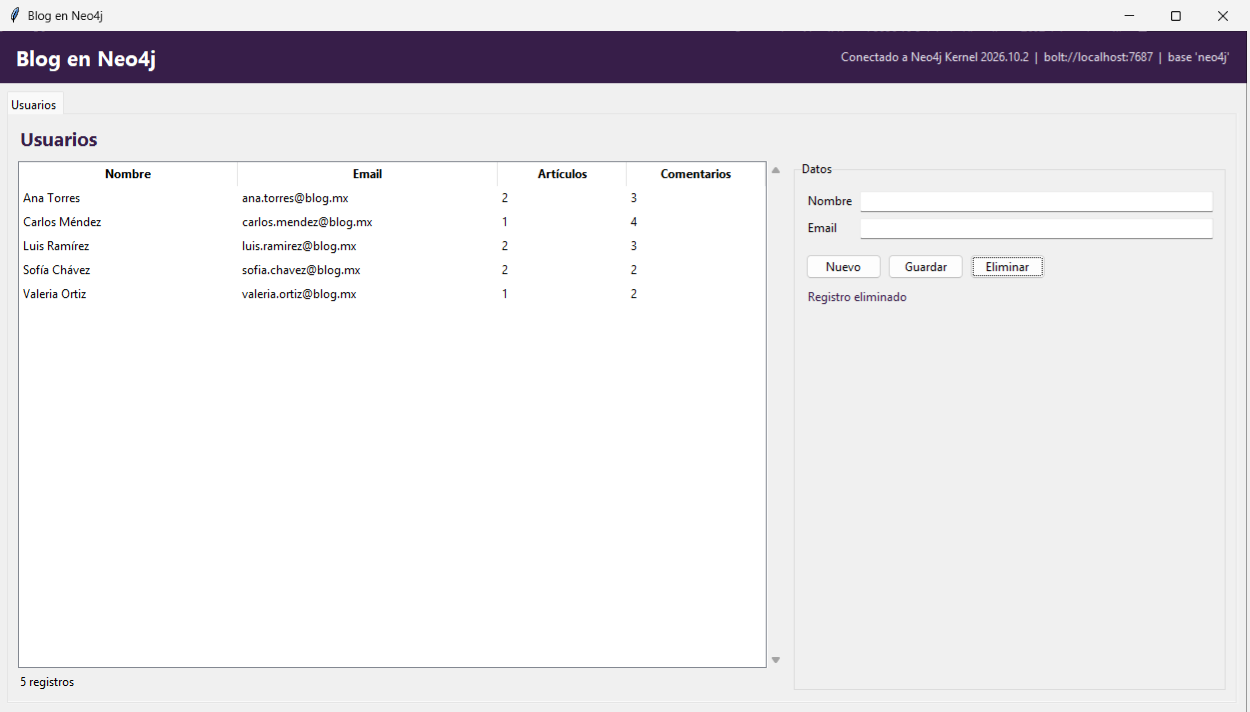 Blog en Neo4j
Blog en Neo4j
Conectado a Neo4j Kernel 2026.10.2 | bolt://localhost:7687 | base 'neo4j'
Usuarios
Usuarios
Nombre Email Artículos Comentarios
Ana Torres ana.torres@blog.mx 2 3
Carlos Méndez carlos.mendez@blog.mx 1 4
Luis Ramírez luis.ramirez@blog.mx 2 3
Sofía Chávez sofia.chavez@blog.mx 2 2
Valeria Ortiz valeria.ortiz@blog.mx 1 2
5 registros
Datos
Nombre
Email
Nuevo Guardar Eliminar
Registro eliminado